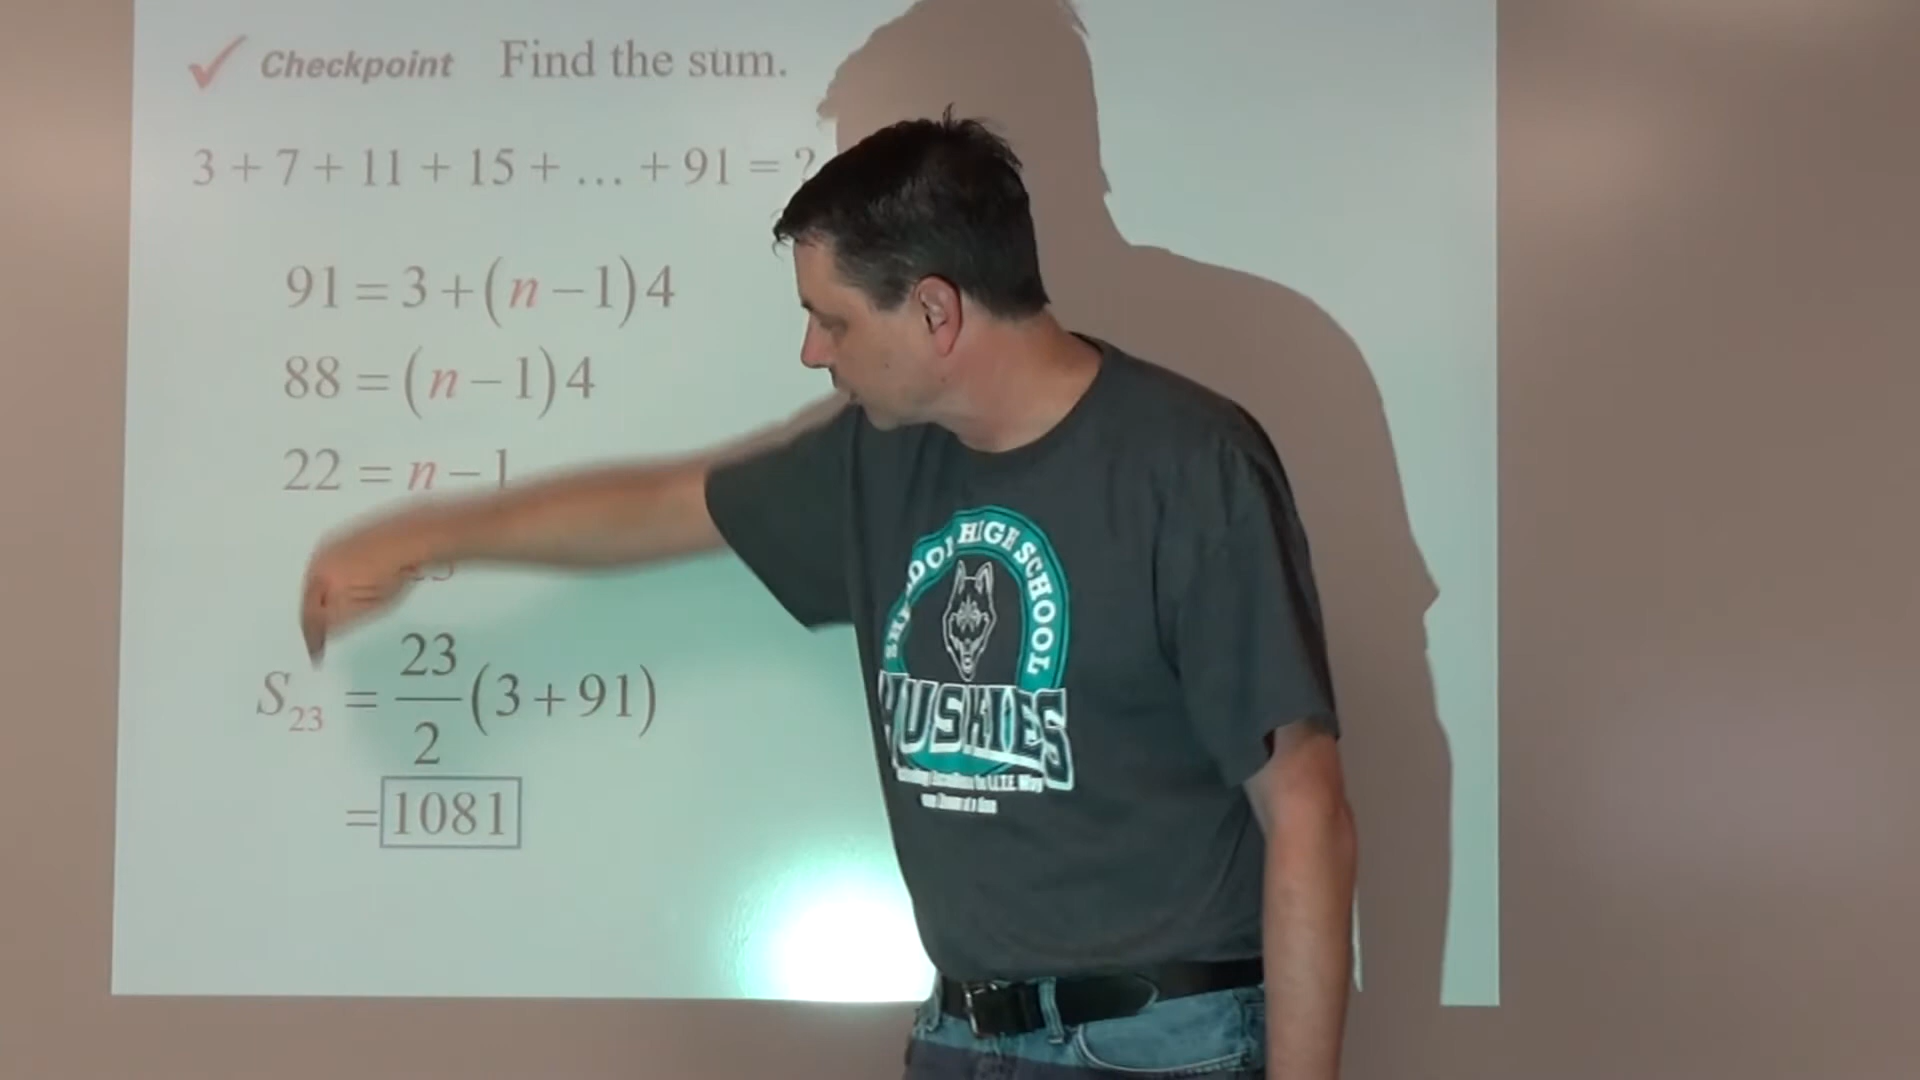 ✓ Checkpoint Find the sum.
3 + 7 + 11 + 15 + ... + 91 = ?
91 = 3 + (n − 1)4
88 = (n − 1)4
22 = n − 1
= 23
S₂₃ = 23/2 (3 + 91)
= 1081
HIGH SCHOOL
HUSKIES